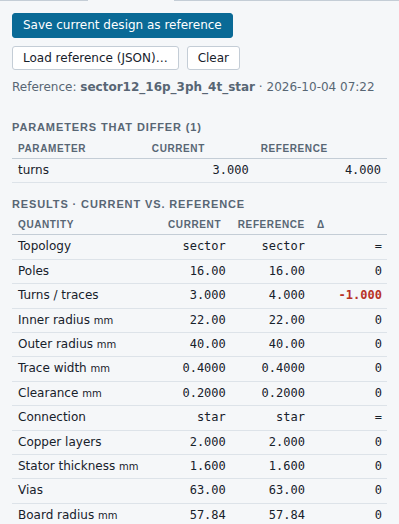 Save current design as reference
Load reference (JSON)... Clear
Reference: sector12_16p_3ph_4t_star · 2026-10-04 07:22
PARAMETERS THAT DIFFER (1)
PARAMETER CURRENT REFERENCE
turns 3.000 4.000
RESULTS · CURRENT VS. REFERENCE
QUANTITY CURRENT REFERENCE Δ
Topology sector sector =
Poles 16.00 16.00 0
Turns / traces 3.000 4.000 -1.000
Inner radius mm 22.00 22.00 0
Outer radius mm 40.00 40.00 0
Trace width mm 0.4000 0.4000 0
Clearance mm 0.2000 0.2000 0
Connection star star =
Copper layers 2.000 2.000 0
Stator thickness mm 1.600 1.600 0
Vias 63.00 63.00 0
Board radius mm 57.84 57.84 0